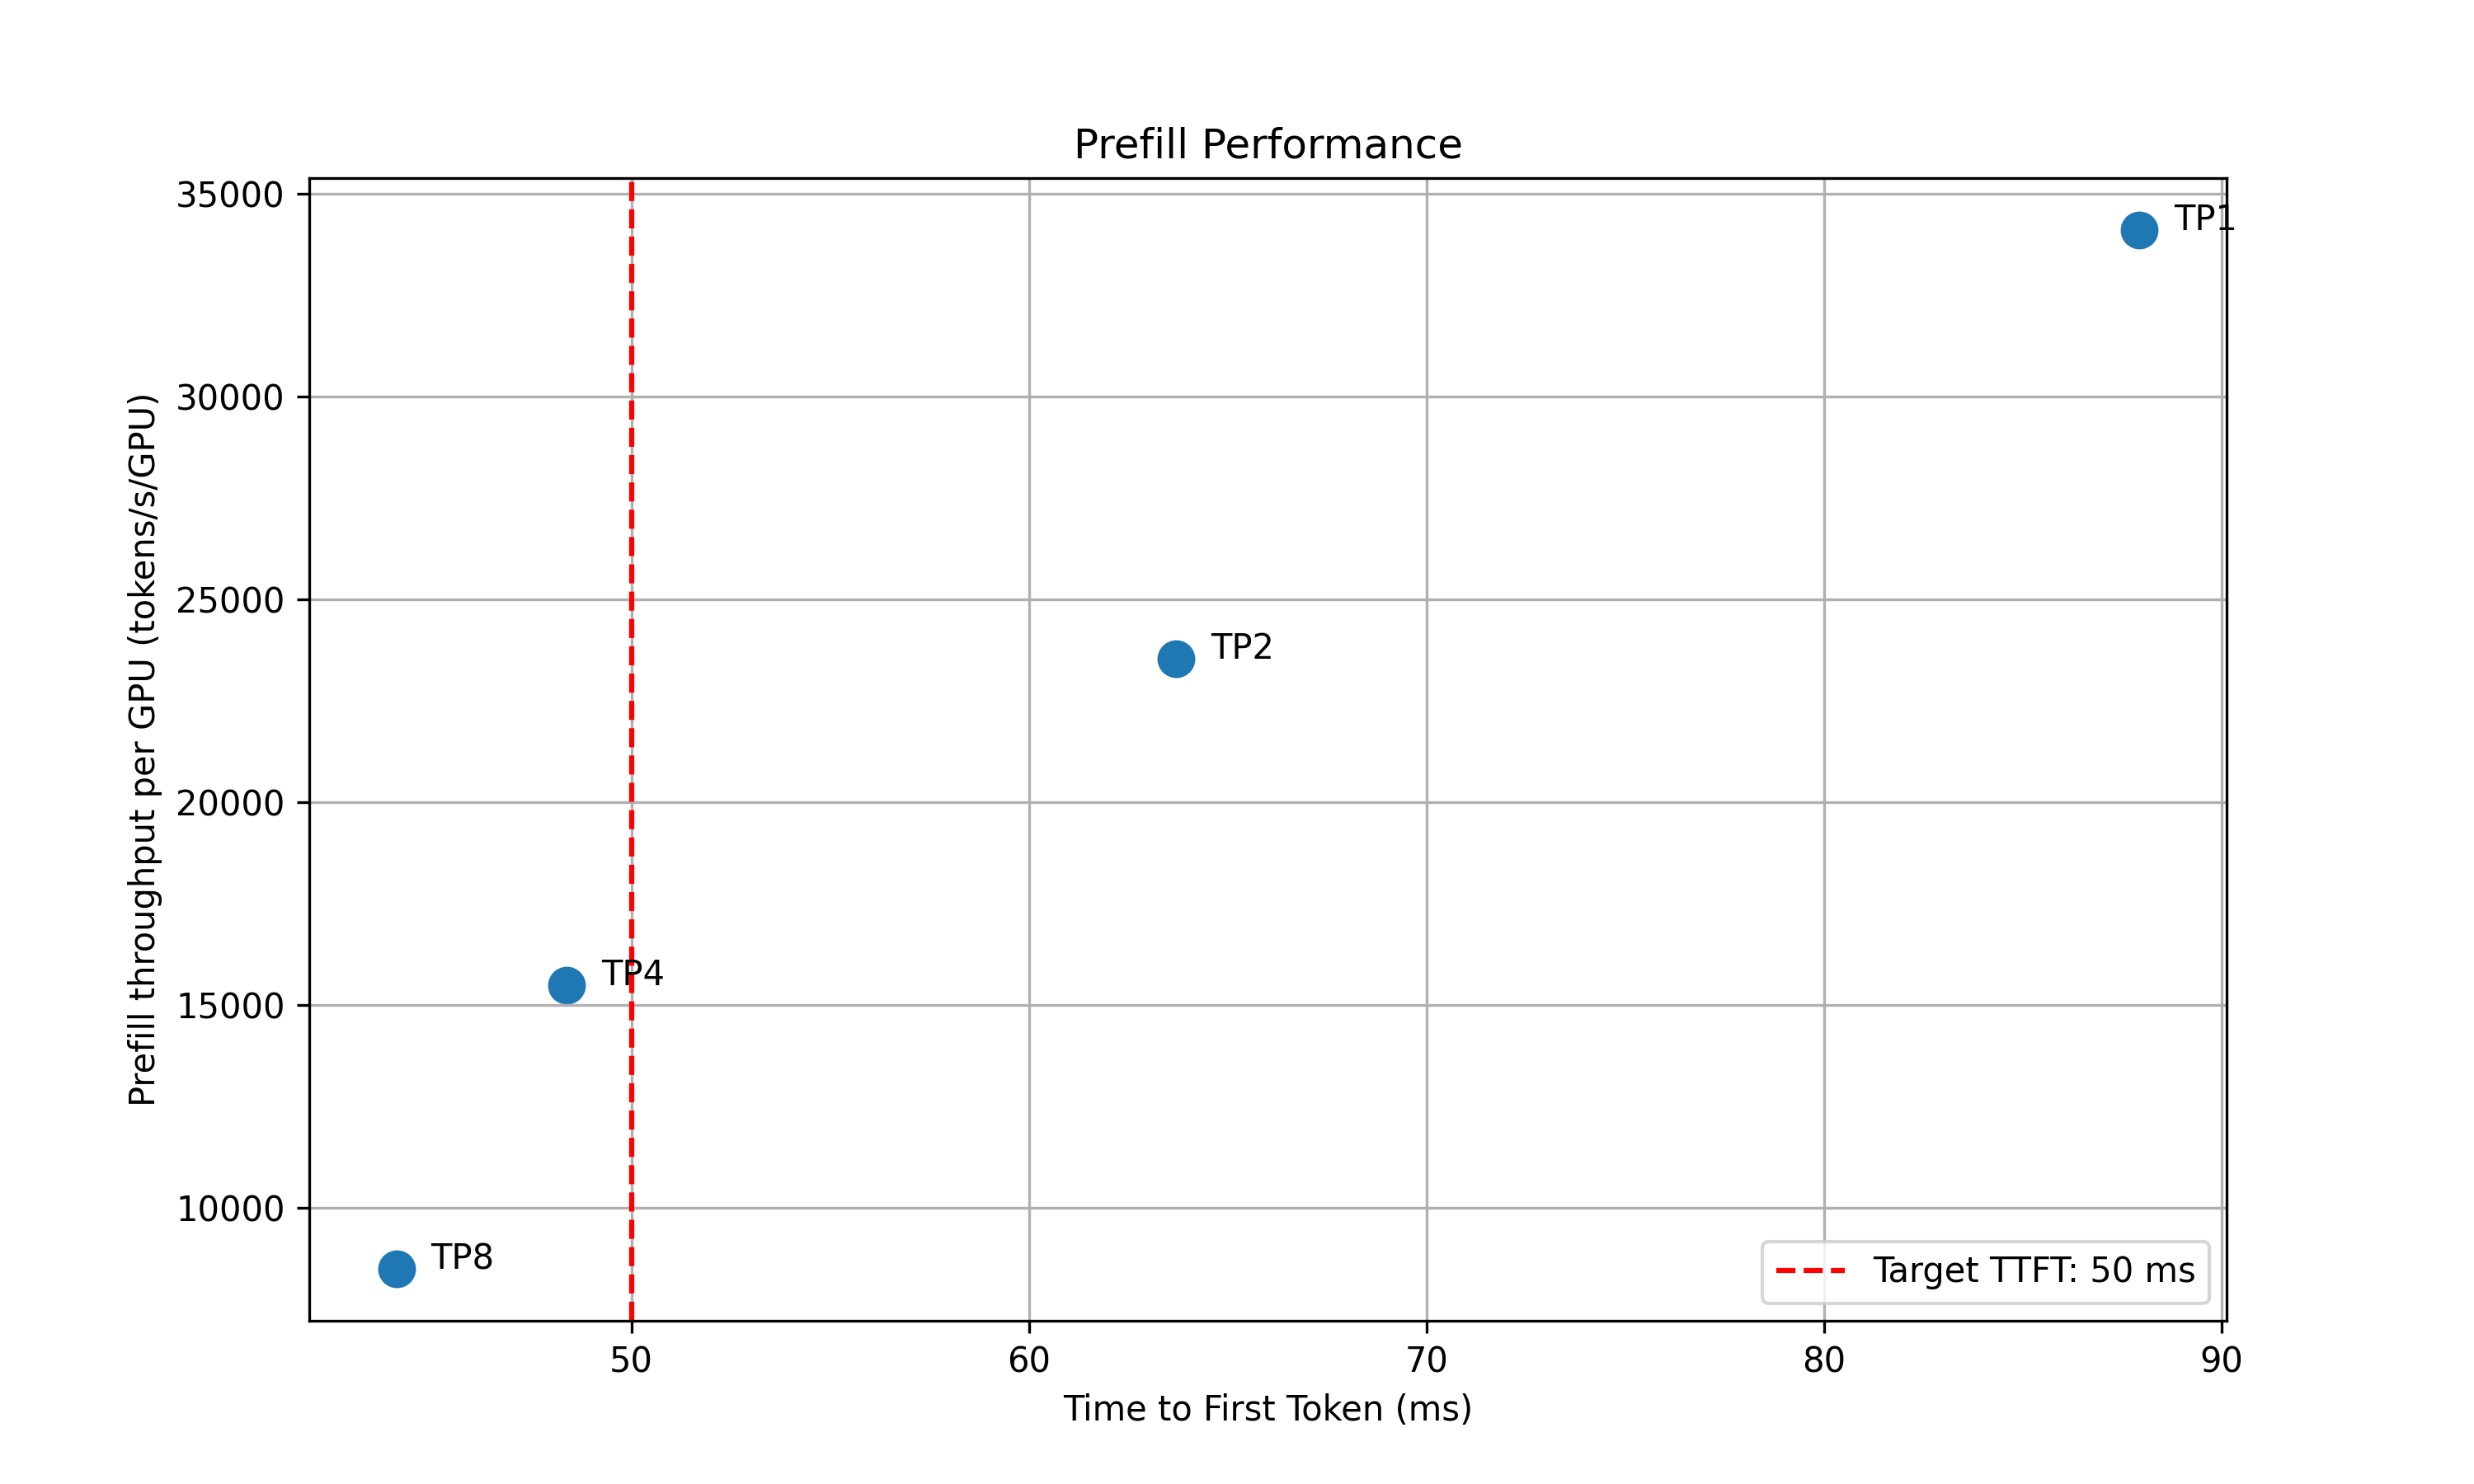 Prefill Performance
Prefill throughput per GPU (tokens/s/GPU)
35000
30000
25000
20000
15000
10000
TP1
TP2
TP4
TP8
Target TTFT: 50 ms
50
60
70
80
90
Time to First Token (ms)